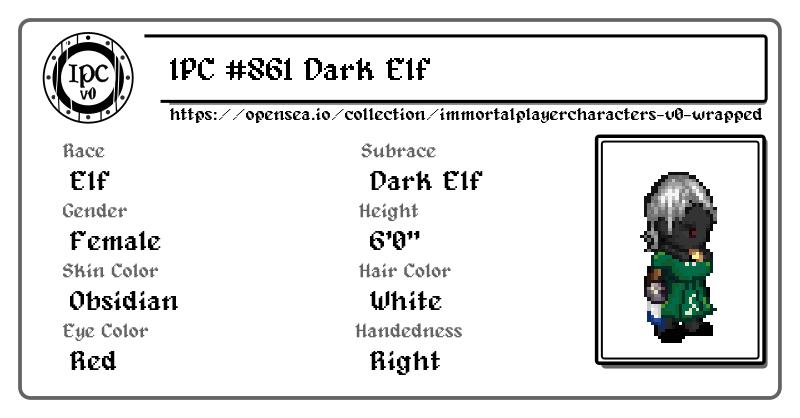 IPC v0
IPC #861 Dark Elf
https://opensea.io/collection/immortalplayercharacters-v0-wrapped
Race
Elf
Subrace
Dark Elf
Gender
Female
Height
6'0"
Skin Color
Obsidian
Hair Color
White
Eye Color
Red
Handedness
Right